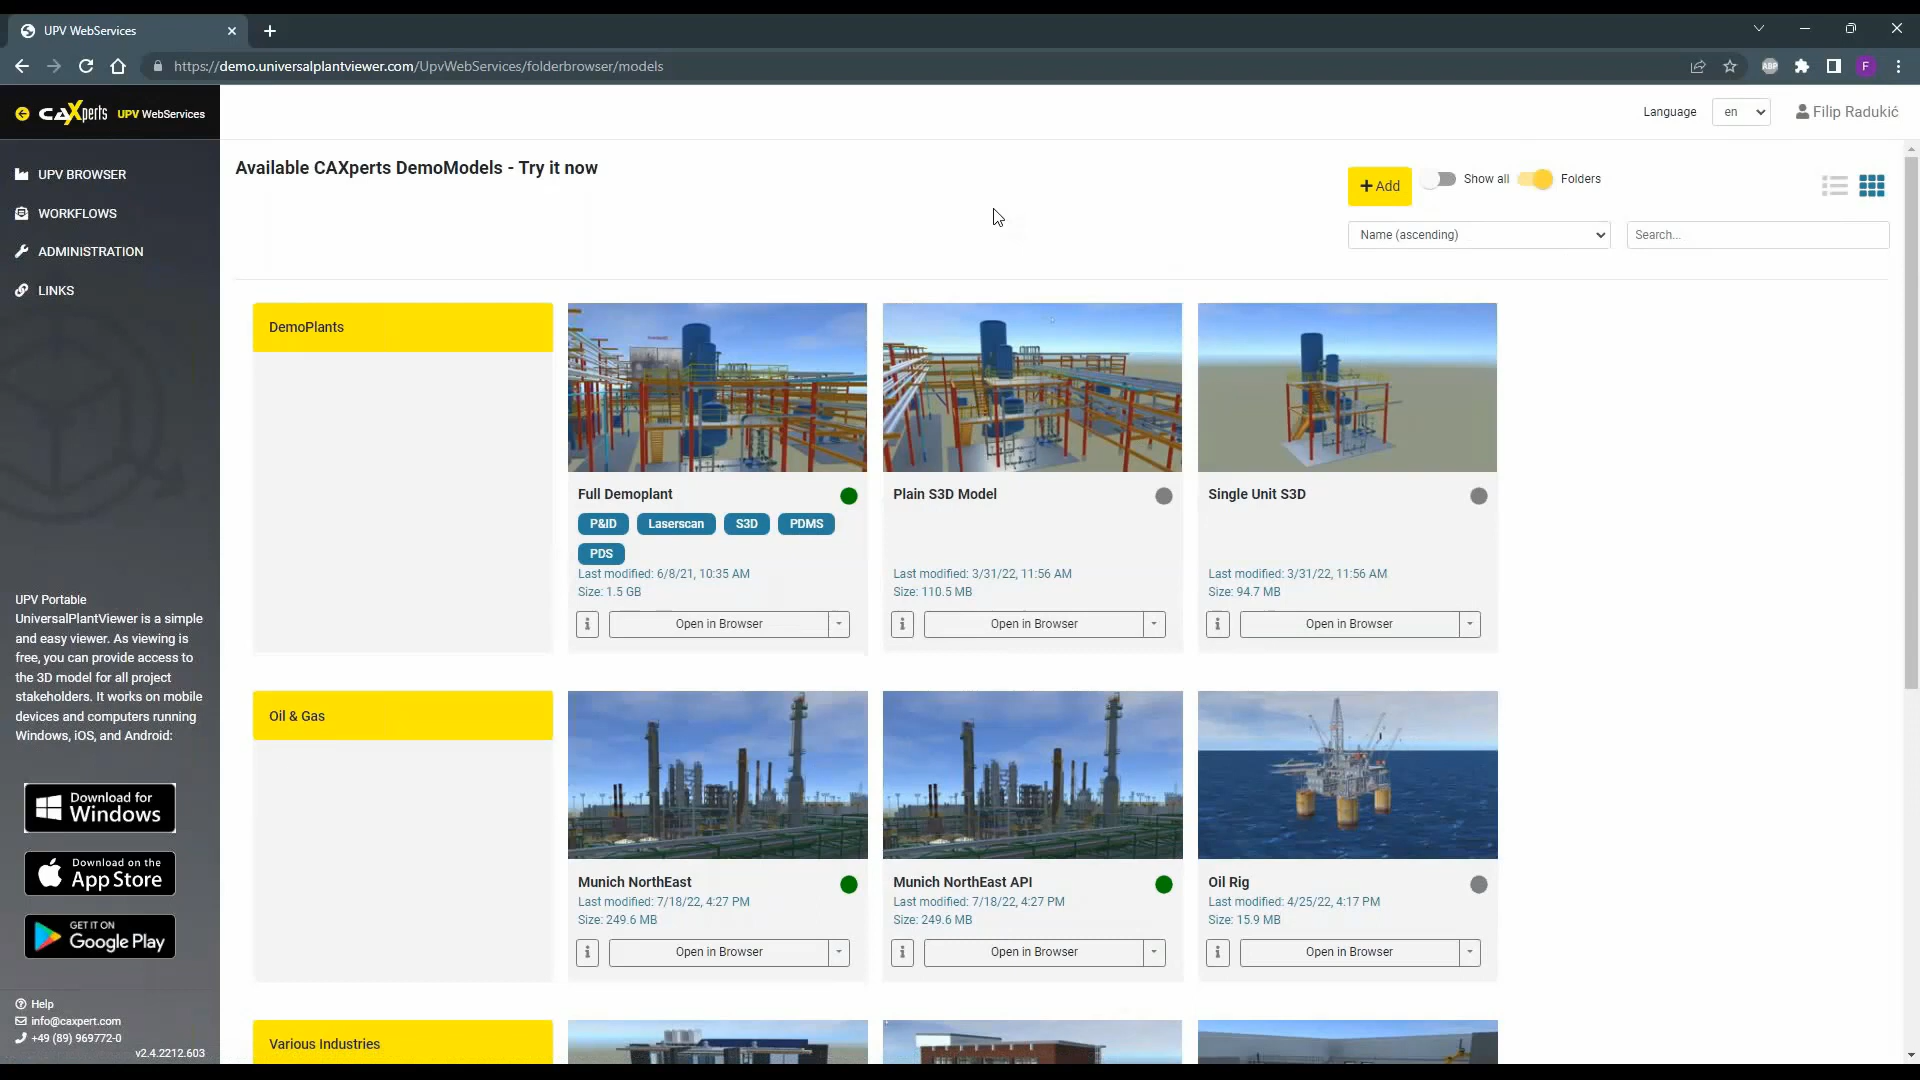 UPV WebServices
https://demo.universalplantviewer.com/UpvWebServices/folderbrowser/models
ABP
F
CAXperts UPV WebServices
Language
en
Filip Radukić
UPV BROWSER
WORKFLOWS
ADMINISTRATION
LINKS
Available CAXperts DemoModels - Try it now
+ Add
Show all
Folders
Name (ascending)
Search...
DemoPlants
Full Demoplant
P&ID
Laserscan
S3D
PDMS
PDS
Last modified: 6/8/21, 10:35 AM
Size: 1.5 GB
i
Open in Browser
Plain S3D Model
Last modified: 3/31/22, 11:56 AM
Size: 110.5 MB
i
Open in Browser
Single Unit S3D
Last modified: 3/31/22, 11:56 AM
Size: 94.7 MB
i
Open in Browser
Oil & Gas
Munich NorthEast
Last modified: 7/18/22, 4:27 PM
Size: 249.6 MB
i
Open in Browser
Munich NorthEast API
Last modified: 7/18/22, 4:27 PM
Size: 249.6 MB
i
Open in Browser
Oil Rig
Last modified: 4/25/22, 4:17 PM
Size: 15.9 MB
i
Open in Browser
Various Industries
UPV Portable
UniversalPlantViewer is a simple
and easy viewer. As viewing is
free, you can provide access to
the 3D model for all project
stakeholders. It works on mobile
devices and computers running
Windows, iOS, and Android:
Download for
Windows
Download on the
App Store
GET IT ON
Google Play
Help
info@caxpert.com
+49 (89) 969772-0
v2.4.2212.603